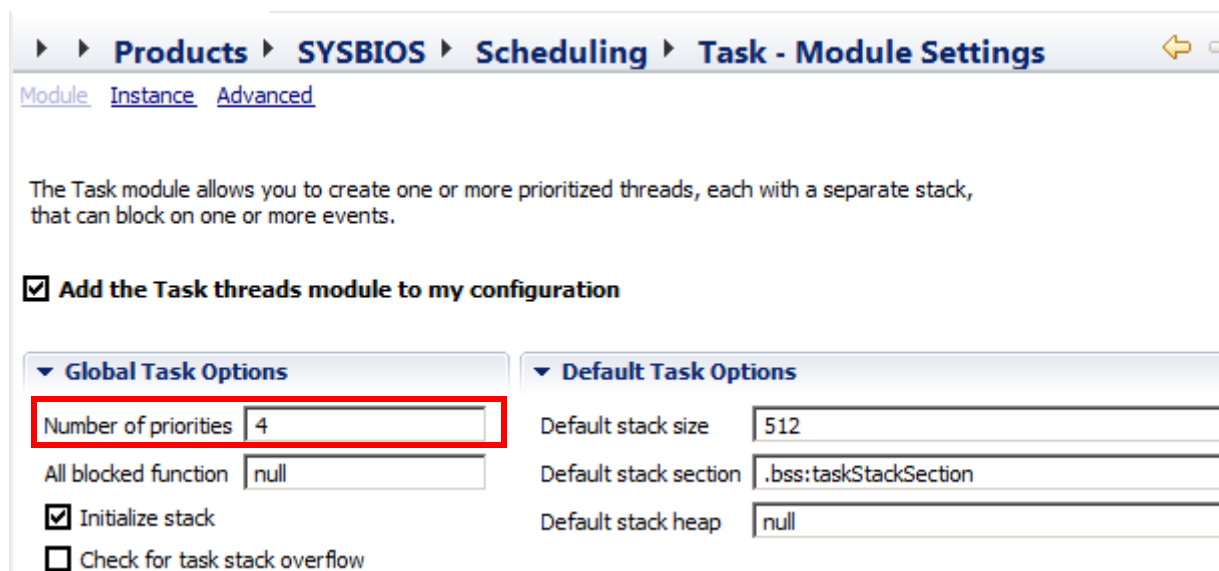 Products SYSBIOS Scheduling Task - Module Settings
Module Instance Advanced
The Task module allows you to create one or more prioritized threads, each with a separate stack,
that can block on one or more events.
Add the Task threads module to my configuration
Global Task Options
Number of priorities 4
All blocked function null
Initialize stack
Check for task stack overflow
Default Task Options
Default stack size 512
Default stack section .bss:taskStackSection
Default stack heap null